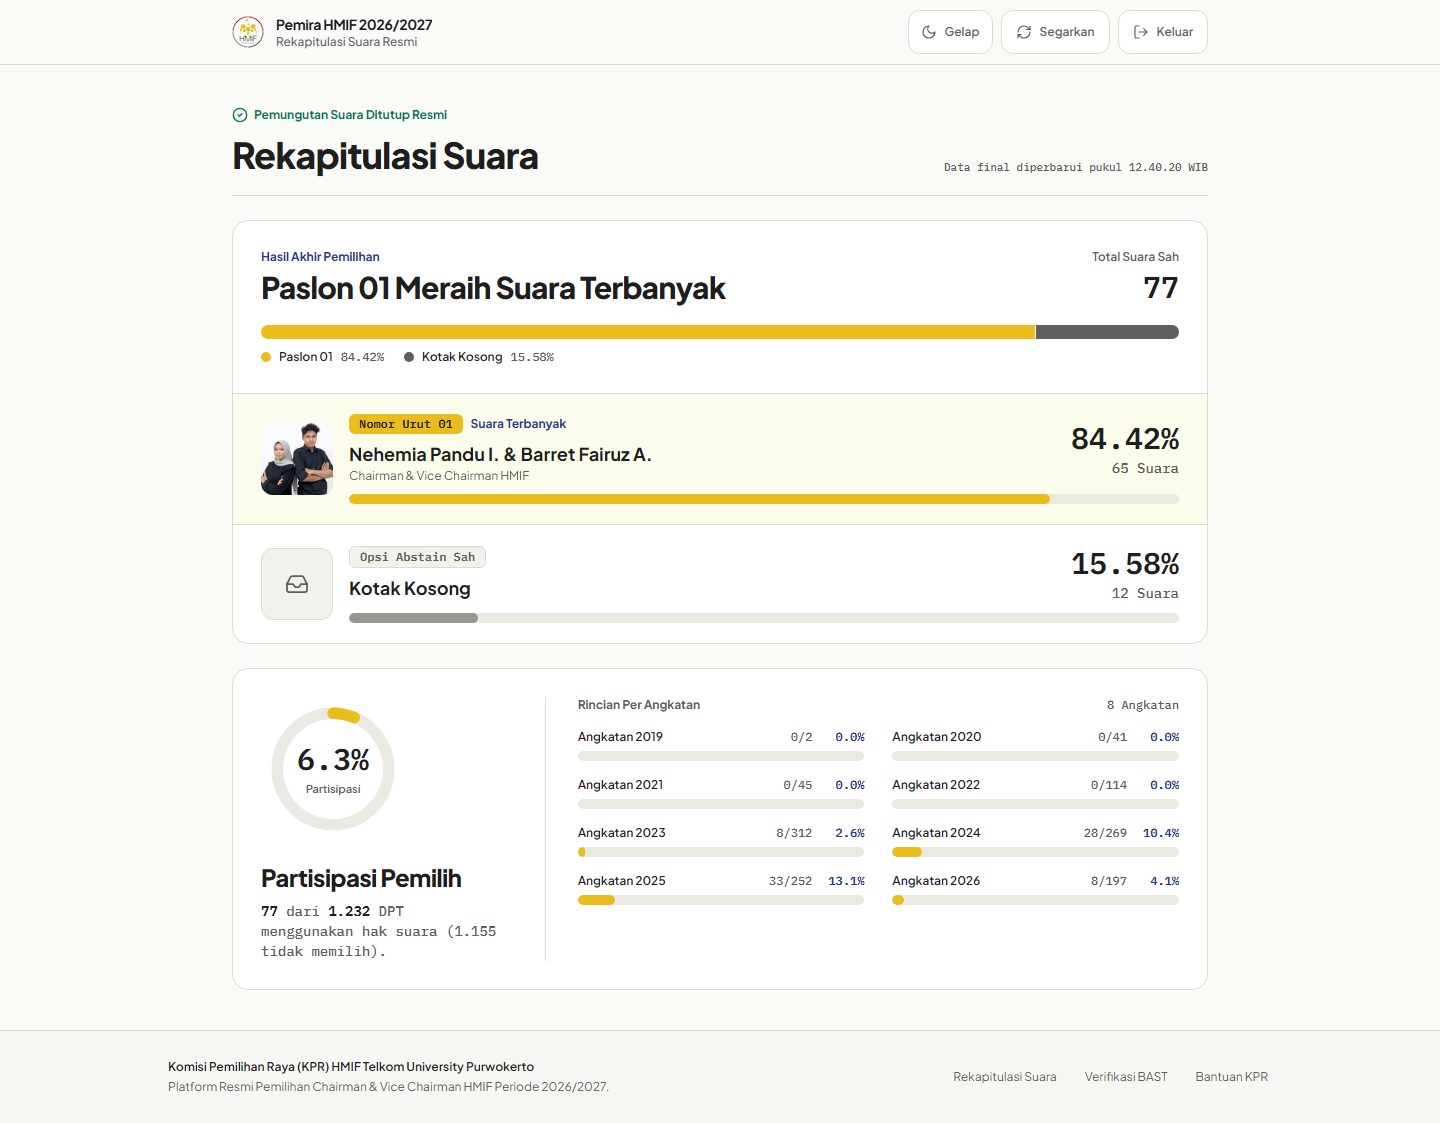 HMIF
Pemira HMIF 2026/2027
Rekapitulasi Suara Resmi
Gelap
Segarkan
Keluar
Pemungutan Suara Ditutup Resmi
Rekapitulasi Suara
Data final diperbarui pukul 12.40.20 WIB
Hasil Akhir Pemilihan
Total Suara Sah
Paslon 01 Meraih Suara Terbanyak
77
Paslon 01 84.42% Kotak Kosong 15.58%
Nomor Urut 01 Suara Terbanyak
Nehemia Pandu I. & Barret Fairuz A.
Chairman & Vice Chairman HMIF
84.42%
65 Suara
Opsi Abstain Sah
Kotak Kosong
15.58%
12 Suara
6.3%
Partisipasi
Partisipasi Pemilih
77 dari 1.232 DPT
menggunakan hak suara (1.155
tidak memilih).
Rincian Per Angkatan
8 Angkatan
Angkatan 2019 0/2 0.0%
Angkatan 2020 0/41 0.0%
Angkatan 2021 0/45 0.0%
Angkatan 2022 0/114 0.0%
Angkatan 2023 8/312 2.6%
Angkatan 2024 28/269 10.4%
Angkatan 2025 33/252 13.1%
Angkatan 2026 8/197 4.1%
Komisi Pemilihan Raya (KPR) HMIF Telkom University Purwokerto
Platform Resmi Pemilihan Chairman & Vice Chairman HMIF Periode 2026/2027.
Rekapitulasi Suara
Verifikasi BAST
Bantuan KPR